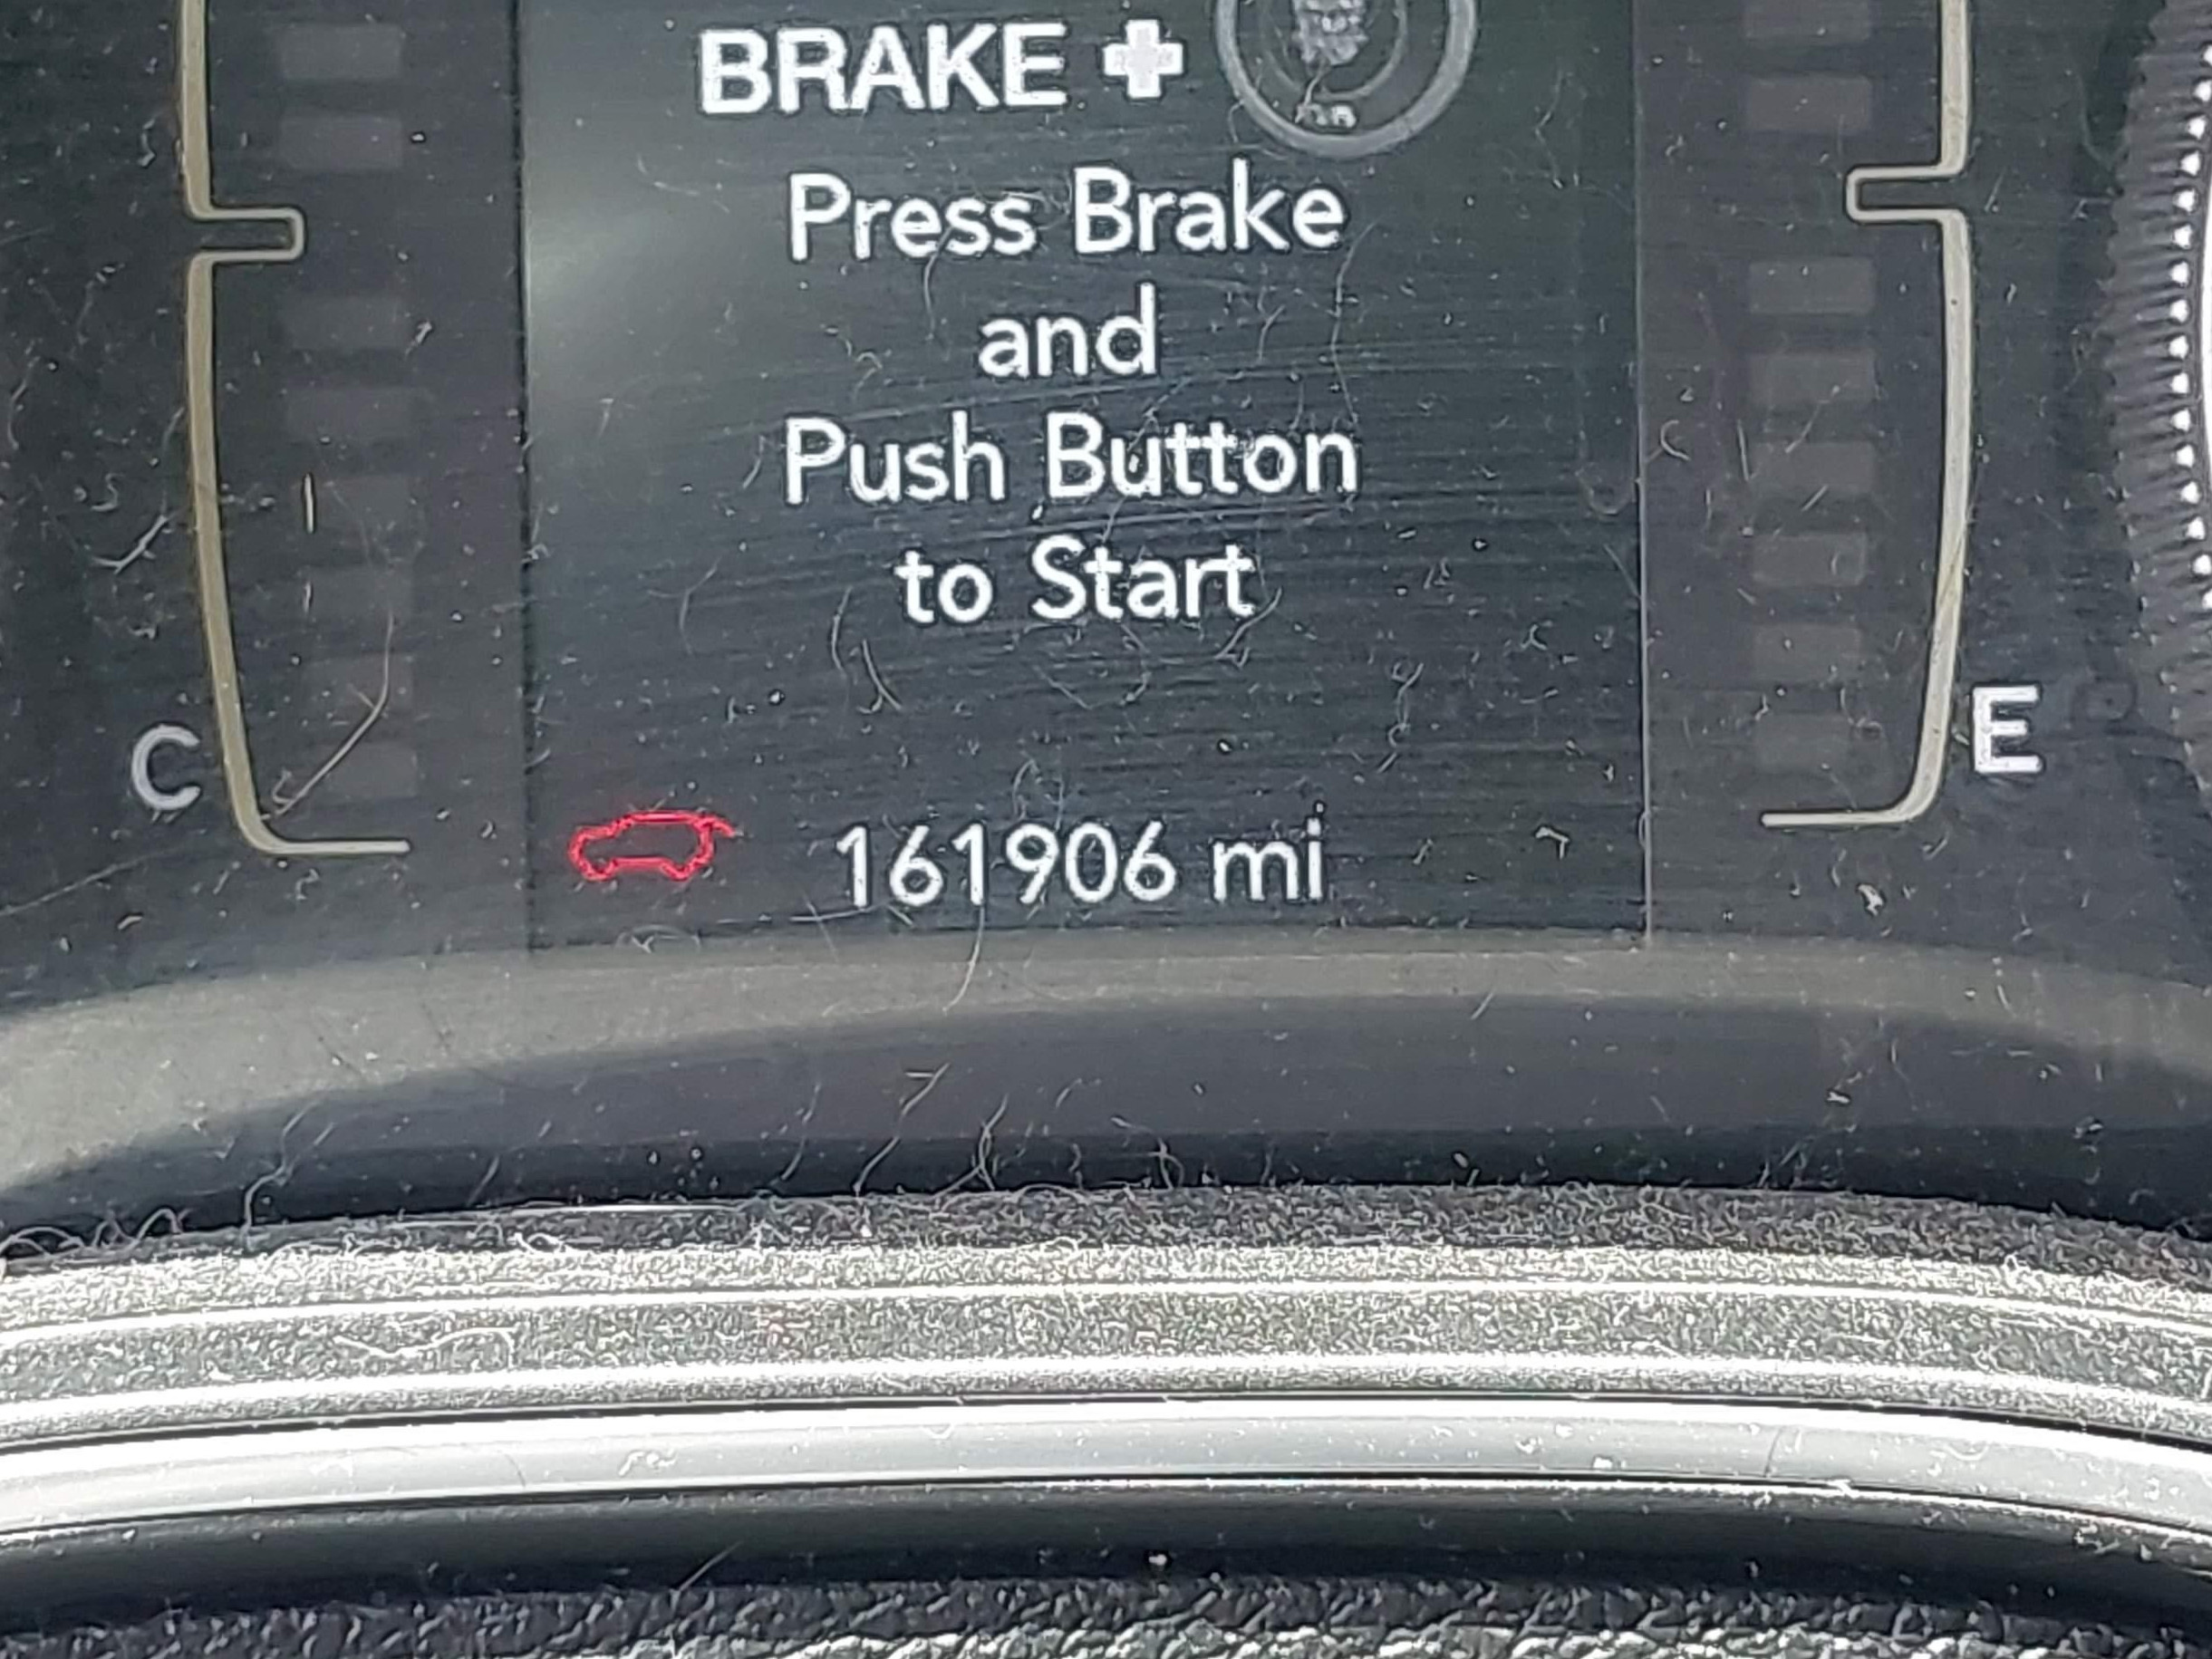 BRAKE +
Press Brake
and
Push Button
to Start
C
E
161906 mi